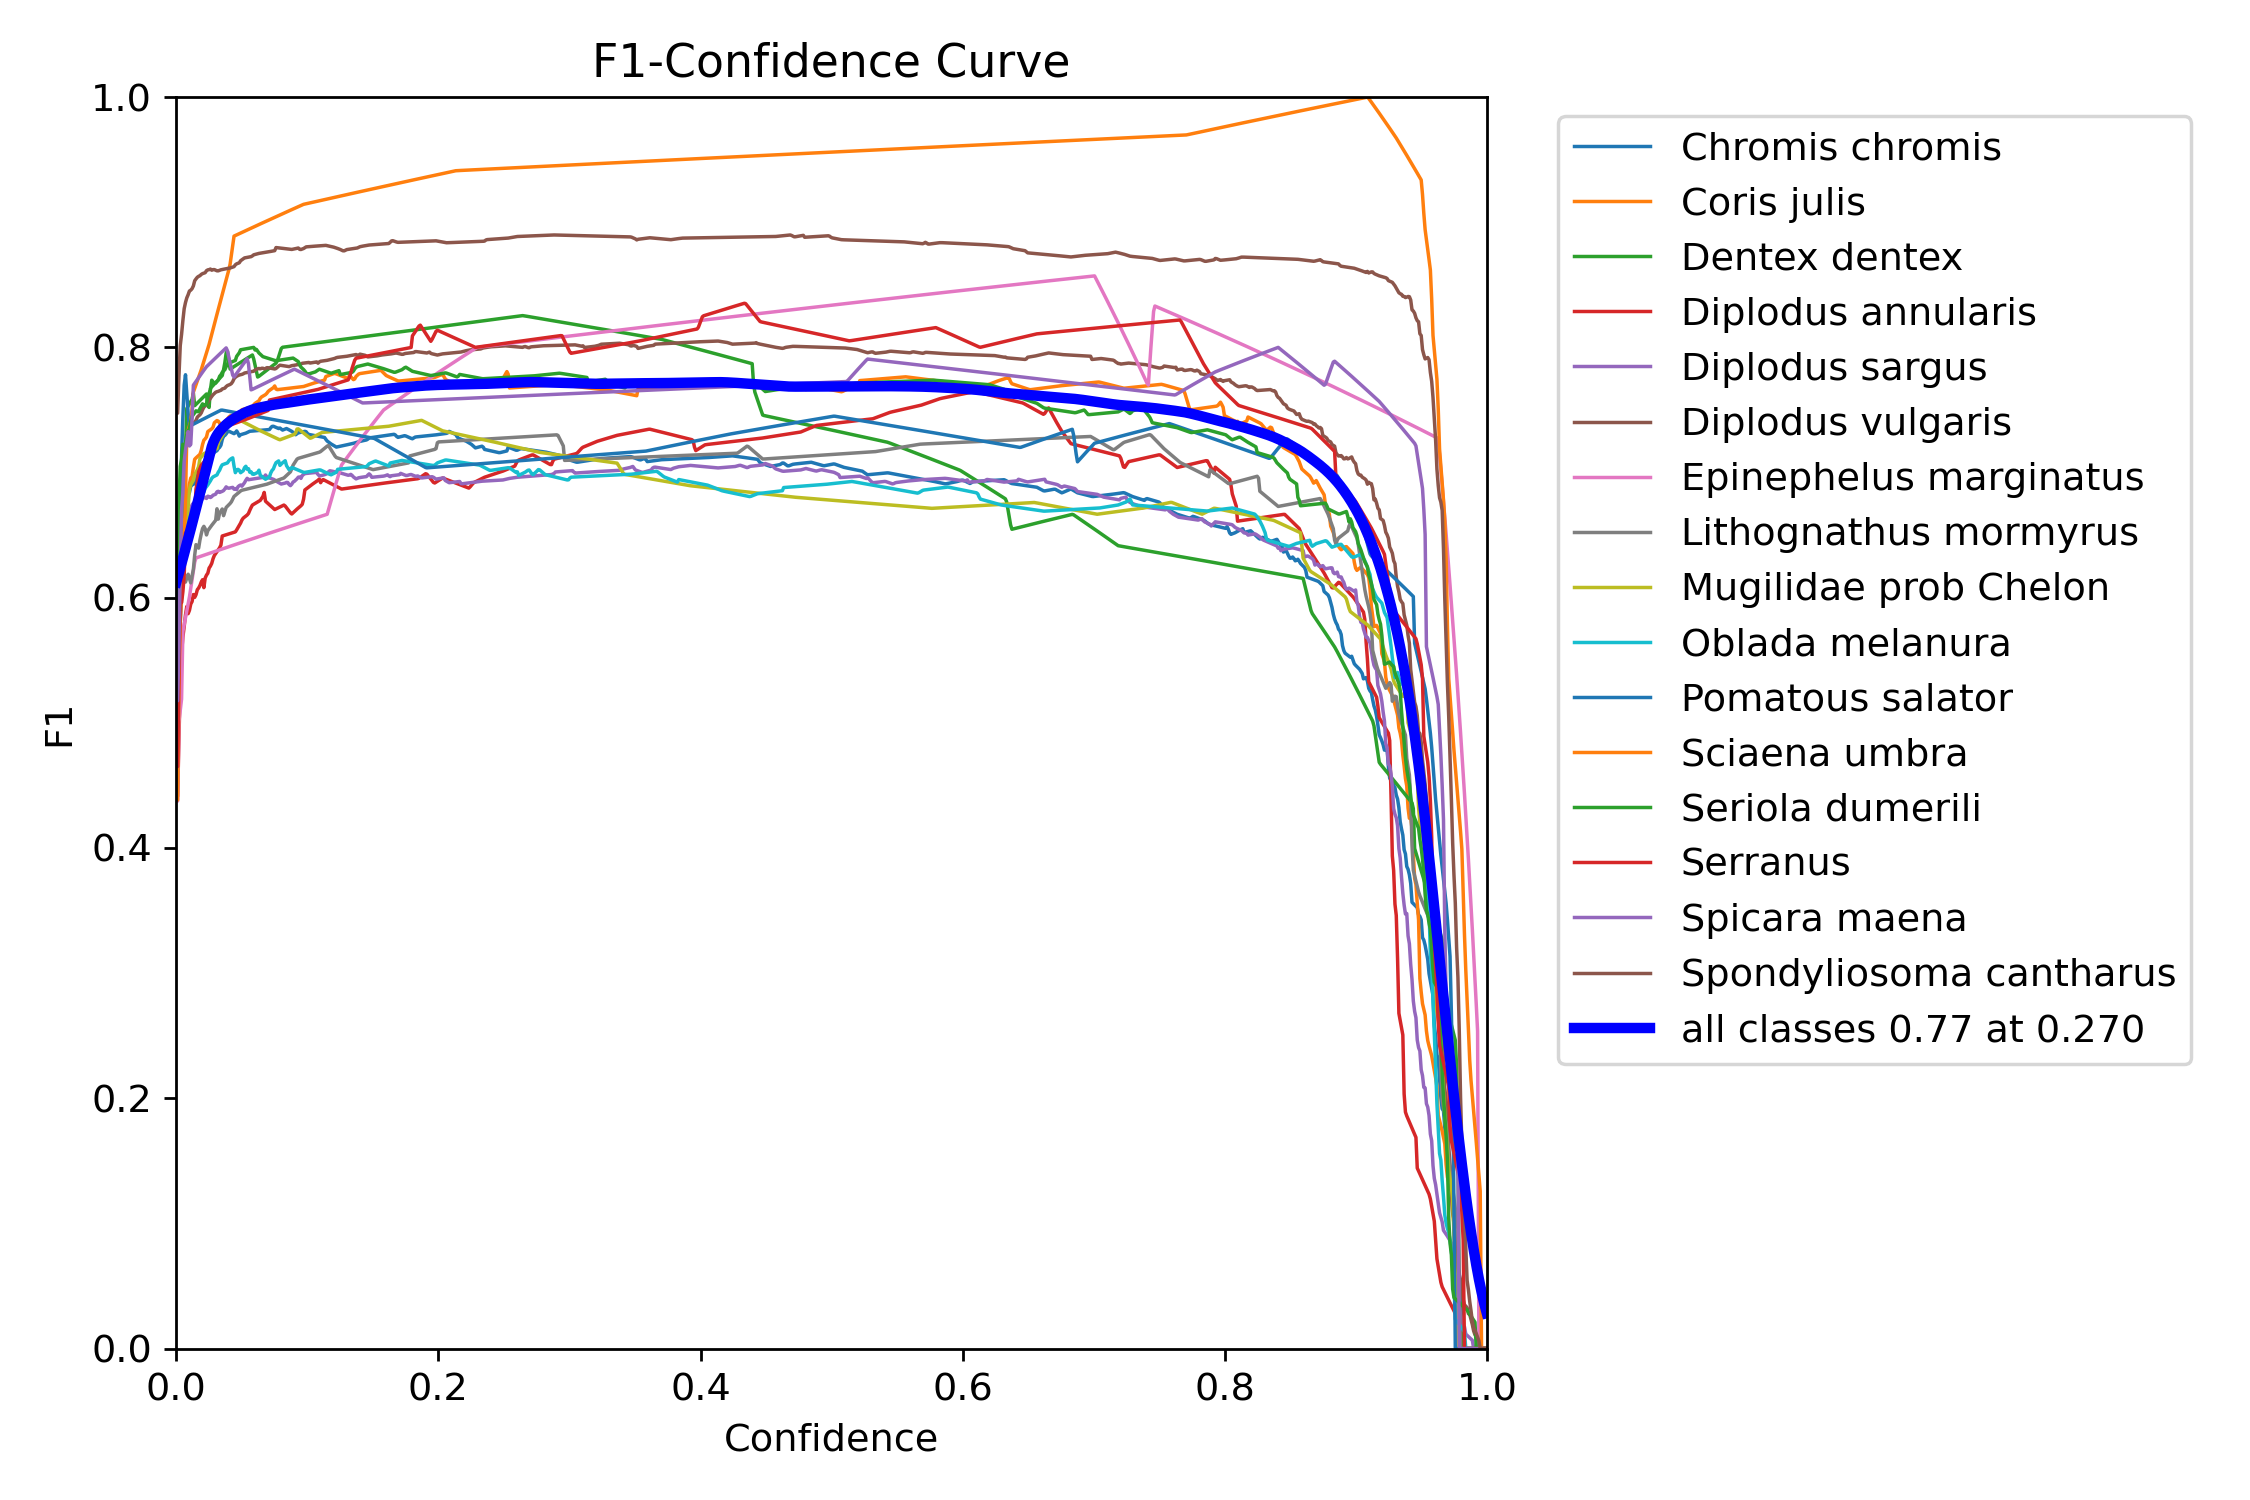 F1-Confidence Curve
1.0
0.8
0.6
0.4
0.2
0.0
F1
0.0 0.2 0.4 0.6 0.8 1.0
Confidence
Chromis chromis
Coris julis
Dentex dentex
Diplodus annularis
Diplodus sargus
Diplodus vulgaris
Epinephelus marginatus
Lithognathus mormyrus
Mugilidae prob Chelon
Oblada melanura
Pomatous salator
Sciaena umbra
Seriola dumerili
Serranus
Spicara maena
Spondyliosoma cantharus
all classes 0.77 at 0.270